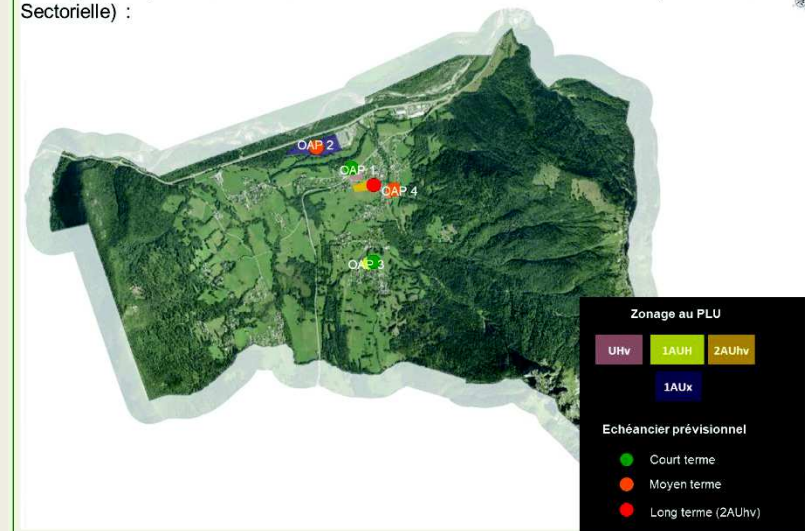 Sectorielle) :
OAP 2
OAP 1
OAP 4
OAP 3
Zonage au PLU
UHv 1AUH 2AUhv
1AUx
Echéancier prévisionnel
Court terme
Moyen terme
Long terme (2AUhv)